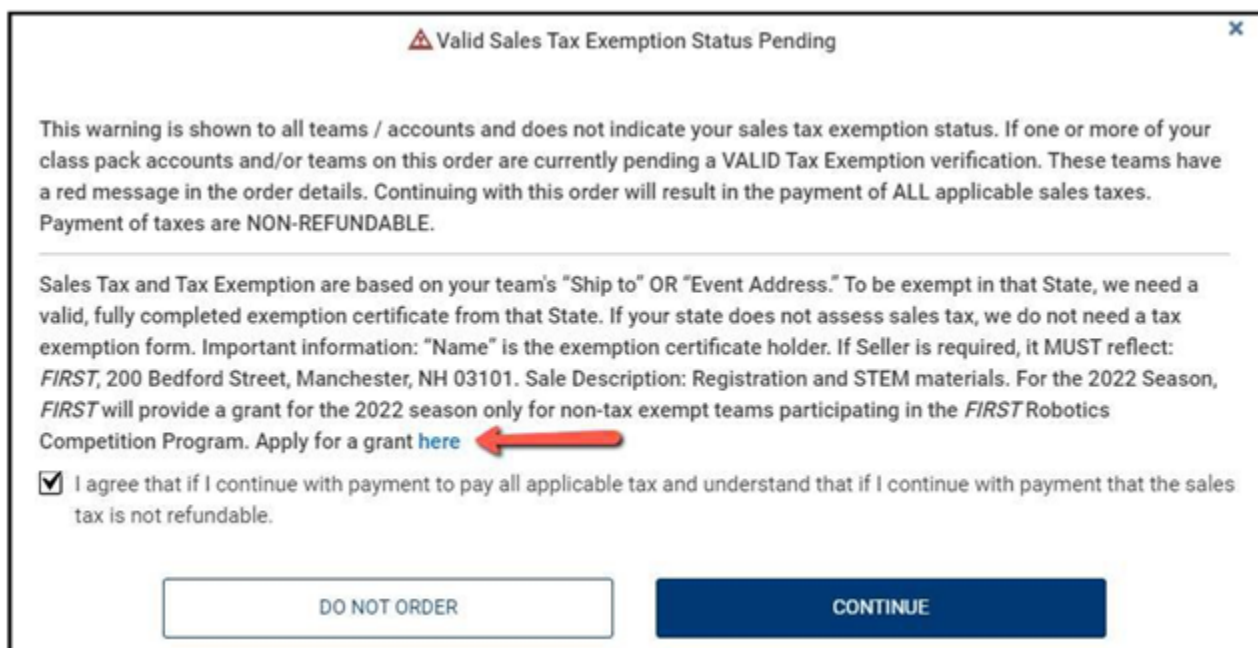 Valid Sales Tax Exemption Status Pending
×
This warning is shown to all teams / accounts and does not indicate your sales tax exemption status. If one or more of your
class pack accounts and/or teams on this order are currently pending a VALID Tax Exemption verification. These teams have
a red message in the order details. Continuing with this order will result in the payment of ALL applicable sales taxes.
Payment of taxes are NON-REFUNDABLE.
Sales Tax and Tax Exemption are based on your team's "Ship to" OR "Event Address." To be exempt in that State, we need a
valid, fully completed exemption certificate from that State. If your state does not assess sales tax, we do not need a tax
exemption form. Important information: "Name" is the exemption certificate holder. If Seller is required, it MUST reflect:
FIRST, 200 Bedford Street, Manchester, NH 03101. Sale Description: Registration and STEM materials. For the 2022 Season,
FIRST will provide a grant for the 2022 season only for non-tax exempt teams participating in the FIRST Robotics
Competition Program. Apply for a grant here
I agree that if I continue with payment to pay all applicable tax and understand that if I continue with payment that the sales
tax is not refundable.
DO NOT ORDER
CONTINUE